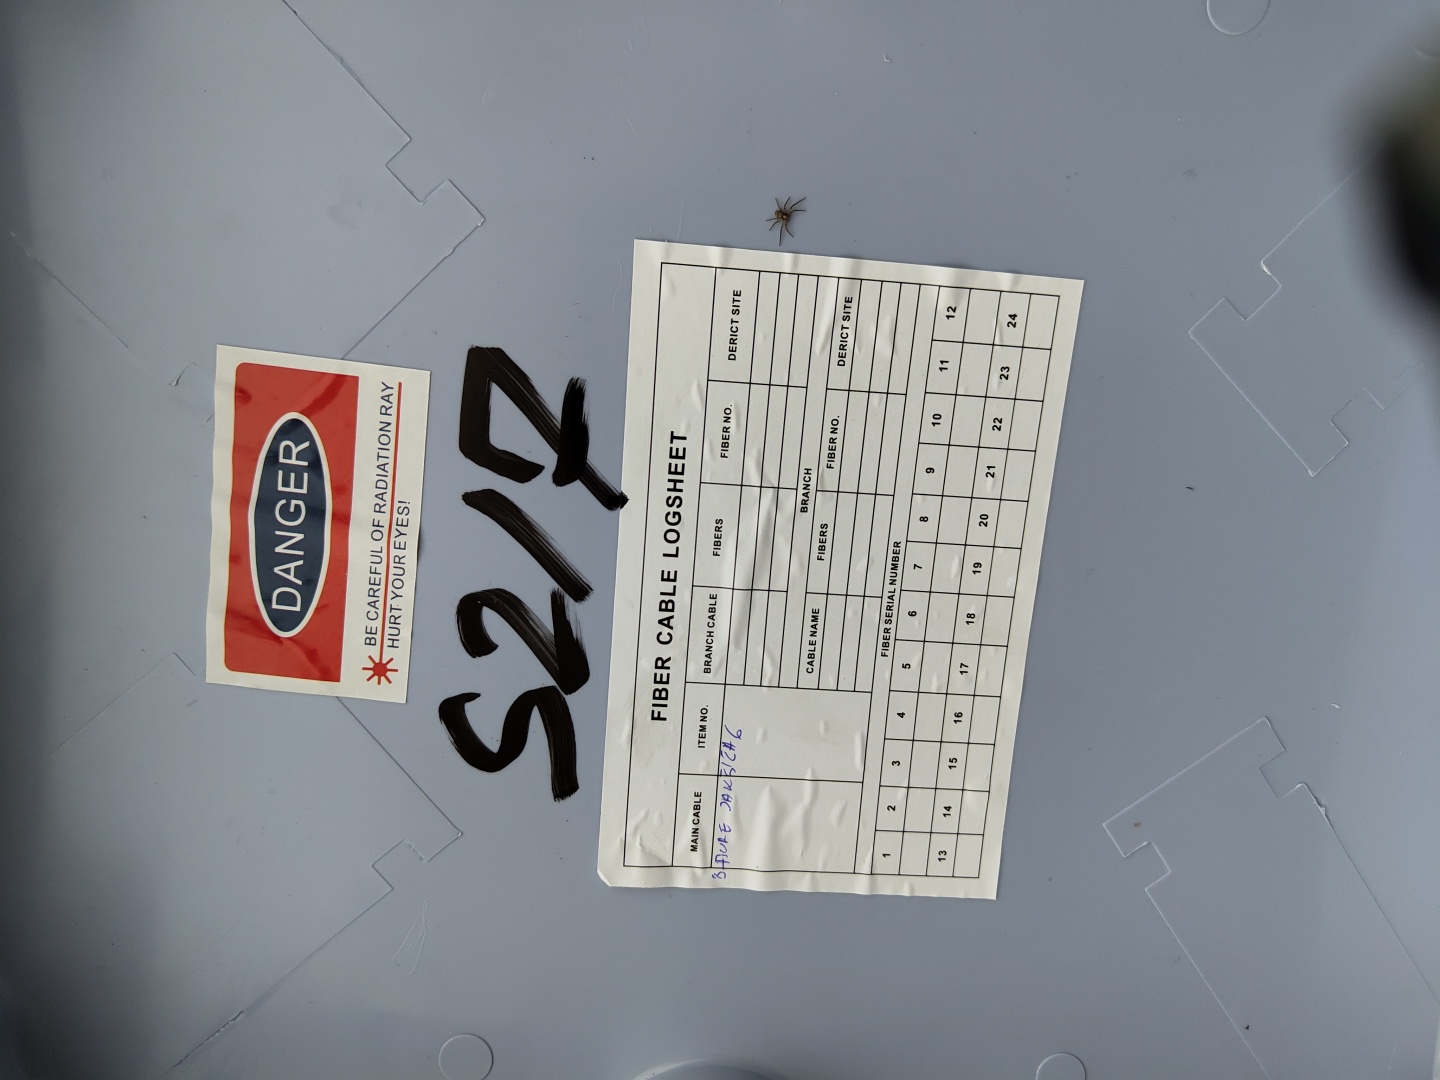 DANGER
BE CAREFUL OF RADIATION RAY
HURT YOUR EYES!
S217
FIBER CABLE LOGSHEET
MAIN CABLE ITEM NO. BRANCH CABLE FIBERS FIBER NO. DERICT SITE
BRANCH
CABLE NAME FIBERS FIBER NO. DERICT SITE
FIBER SERIAL NUMBER
1 2 3 4 5 6 7 8 9 10 11 12
13 14 15 16 17 18 19 20 21 22 23 24